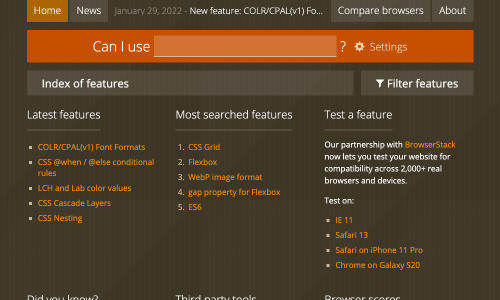 Home News January 29, 2022 - New feature: COLR/CPAL(v1) Fo... Compare browsers About
Can I use ? Settings
Index of features Filter features
Latest features
COLR/CPAL(v1) Font Formats
CSS @when / @else conditional
rules
LCH and Lab color values
CSS Cascade Layers
CSS Nesting
Most searched features
1. CSS Grid
2. Flexbox
3. WebP image format
4. gap property for Flexbox
5. ES6
Test a feature
Our partnership with BrowserStack
now lets you test your website for
compatibility across 2,000+ real
browsers and devices.
Test on:
IE 11
Safari 13
Safari on iPhone 11 Pro
Chrome on Galaxy S20
Did you know?
Third party tools
Browser scores